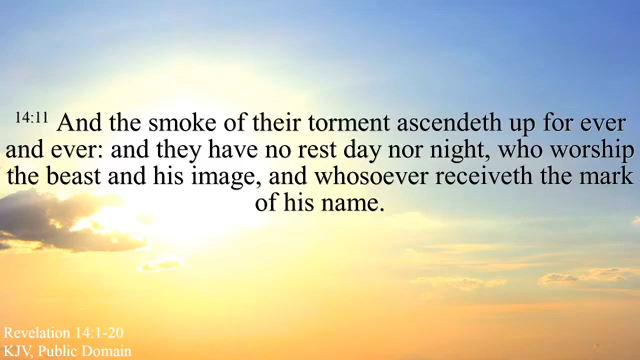 14:11 And the smoke of their torment ascendeth up for ever
and ever: and they have no rest day nor night, who worship
the beast and his image, and whosoever receiveth the mark
of his name.
Revelation 14:1-20
KJV, Public Domain